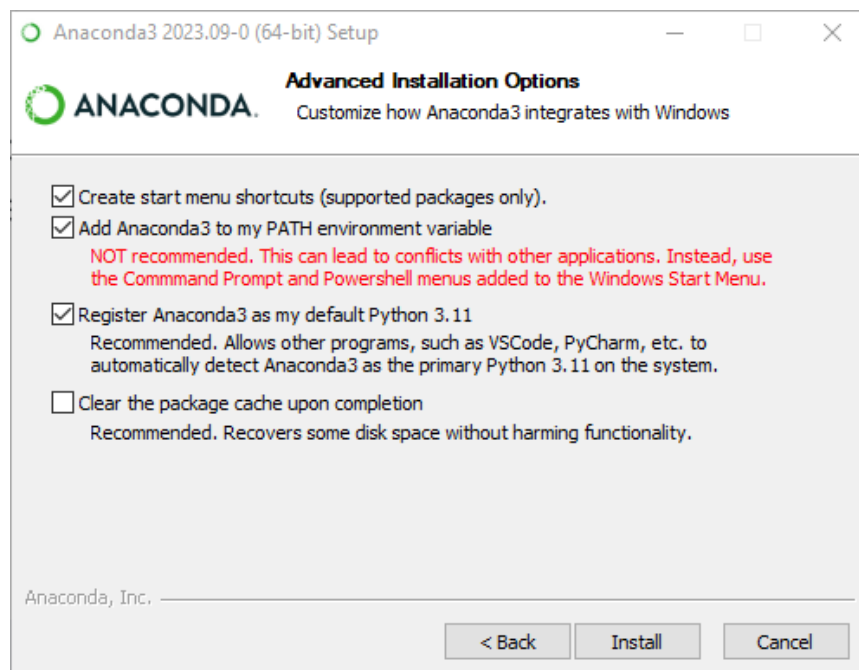 Anaconda3 2023.09-0 (64-bit) Setup
ANACONDA.
Advanced Installation Options
Customize how Anaconda3 integrates with Windows
Create start menu shortcuts (supported packages only).
Add Anaconda3 to my PATH environment variable
NOT recommended. This can lead to conflicts with other applications. Instead, use
the Commmand Prompt and Powershell menus added to the Windows Start Menu.
Register Anaconda3 as my default Python 3.11
Recommended. Allows other programs, such as VSCode, PyCharm, etc. to
automatically detect Anaconda3 as the primary Python 3.11 on the system.
Clear the package cache upon completion
Recommended. Recovers some disk space without harming functionality.
Anaconda, Inc.
< Back
Install
Cancel